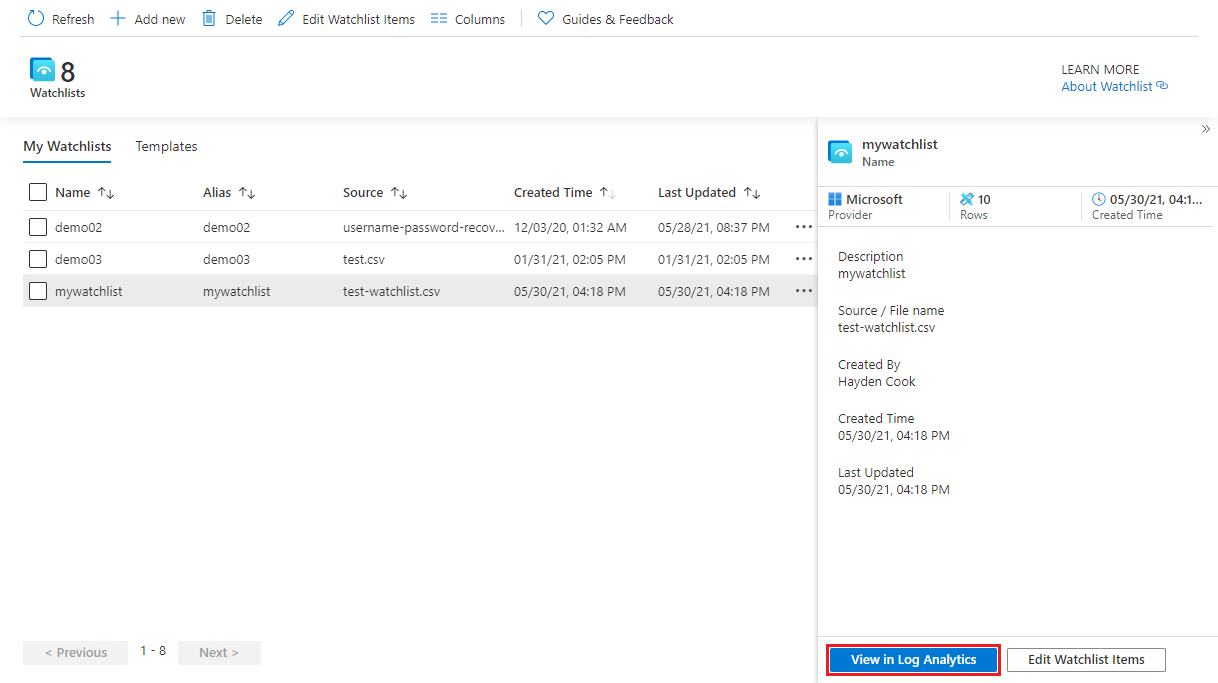 Refresh Add new Delete Edit Watchlist Items Columns Guides & Feedback
8
Watchlists
LEARN MORE
About Watchlist
My Watchlists Templates
Name Alias Source Created Time Last Updated
demo02 demo02 username-password-recov... 12/03/20, 01:32 AM 05/28/21, 08:37 PM ...
demo03 demo03 test.csv 01/31/21, 02:05 PM 01/31/21, 02:05 PM ...
mywatchlist mywatchlist test-watchlist.csv 05/30/21, 04:18 PM 05/30/21, 04:18 PM ...
< Previous 1 - 8 Next >
»
mywatchlist
Name
Microsoft 10 05/30/21, 04:1...
Provider Rows Created Time
Description
mywatchlist
Source / File name
test-watchlist.csv
Created By
Hayden Cook
Created Time
05/30/21, 04:18 PM
Last Updated
05/30/21, 04:18 PM
View in Log Analytics Edit Watchlist Items